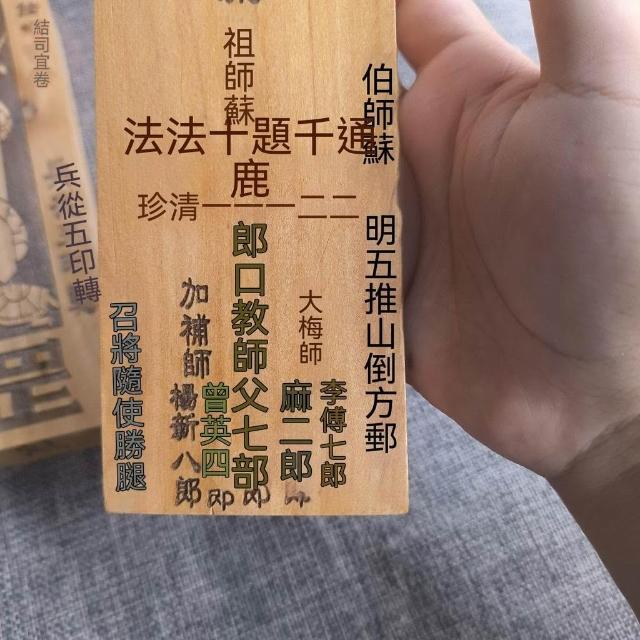 結司宜卷
兵從五印轉
祖師蘇
伯師蘇
法法十題千通
鹿
珍清一一一二二
明五推山倒方郵
郎口教師父七部
大梅師
李傅七郎
麻二郎
曾英四
加補師楊新八郎
召將隨使勝腿